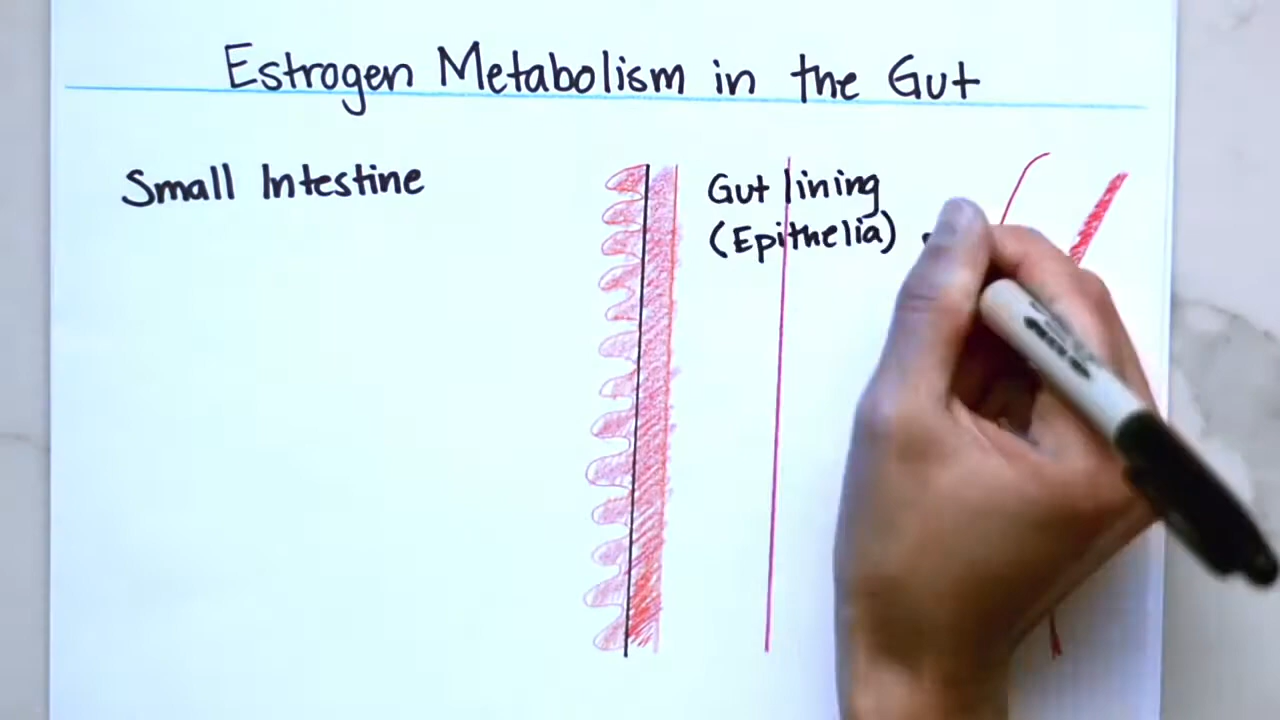 Estrogen Metabolism in the Gut
Small Intestine
Gut lining
(Epithelia)